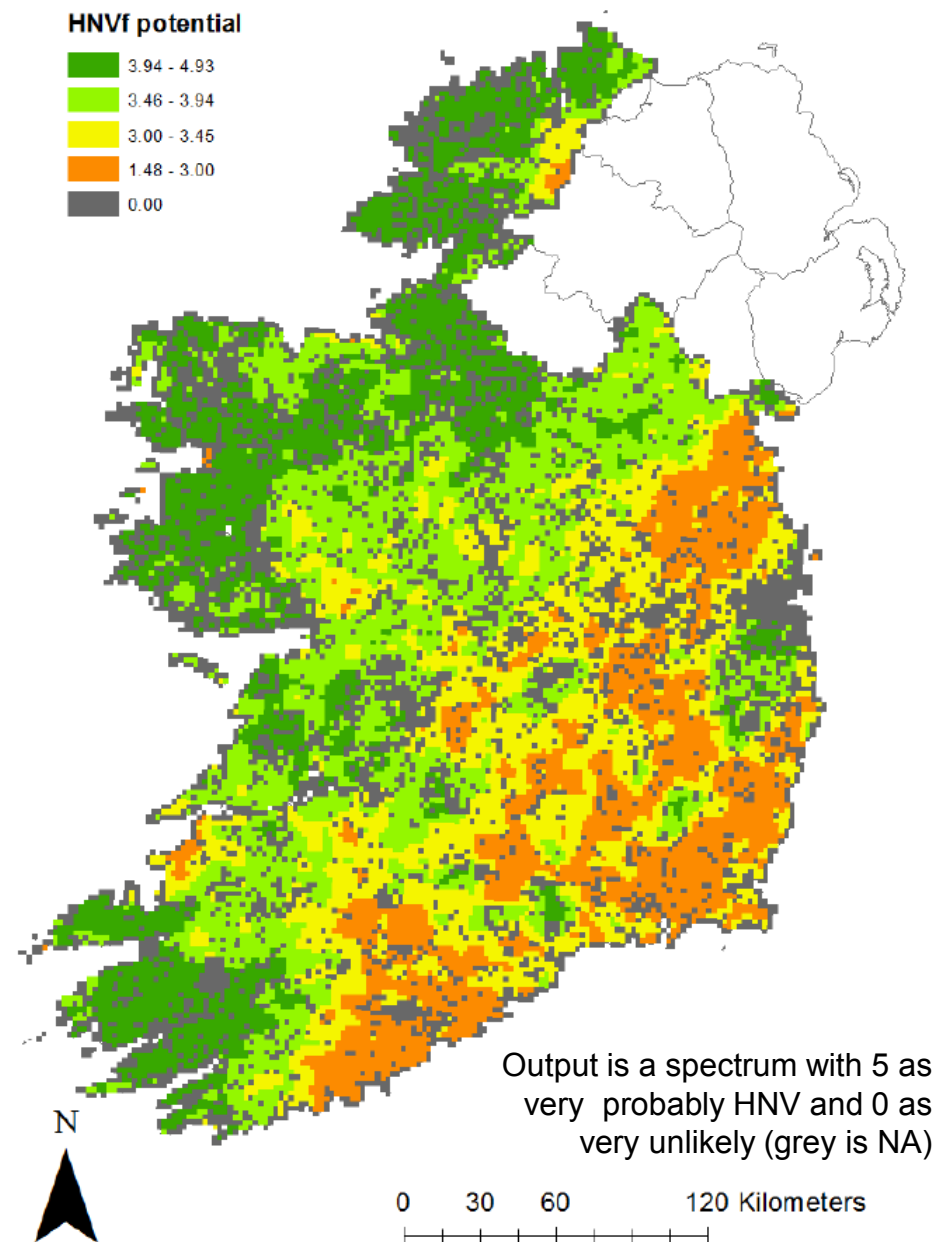 HNVf potential
3.94 - 4.93
3.46 - 3.94
3.00 - 3.45
1.48 - 3.00
0.00
Output is a spectrum with 5 as
very probably HNV and 0 as
very unlikely (grey is NA)
N
0 30 60 120 Kilometers